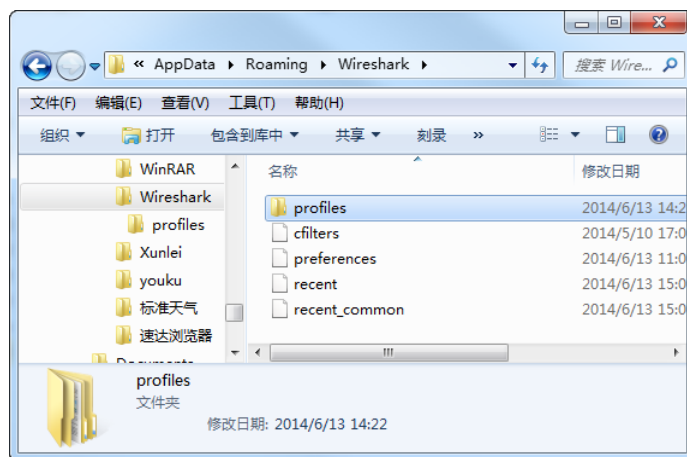 « AppData ▸ Roaming ▸ Wireshark ▸ 搜索 Wire...
文件(F) 编辑(E) 查看(V) 工具(T) 帮助(H)
组织 打开 包含到库中 共享 刻录 »
名称 修改日期
WinRAR
Wireshark
profiles
Xunlei
youku
标准天气
速达浏览器
Documents
profiles 2014/6/13 14:2
cfilters 2014/5/10 17:0
preferences 2014/6/13 11:0
recent 2014/6/13 15:0
recent_common 2014/6/13 15:0
profiles
文件夹
修改日期: 2014/6/13 14:22